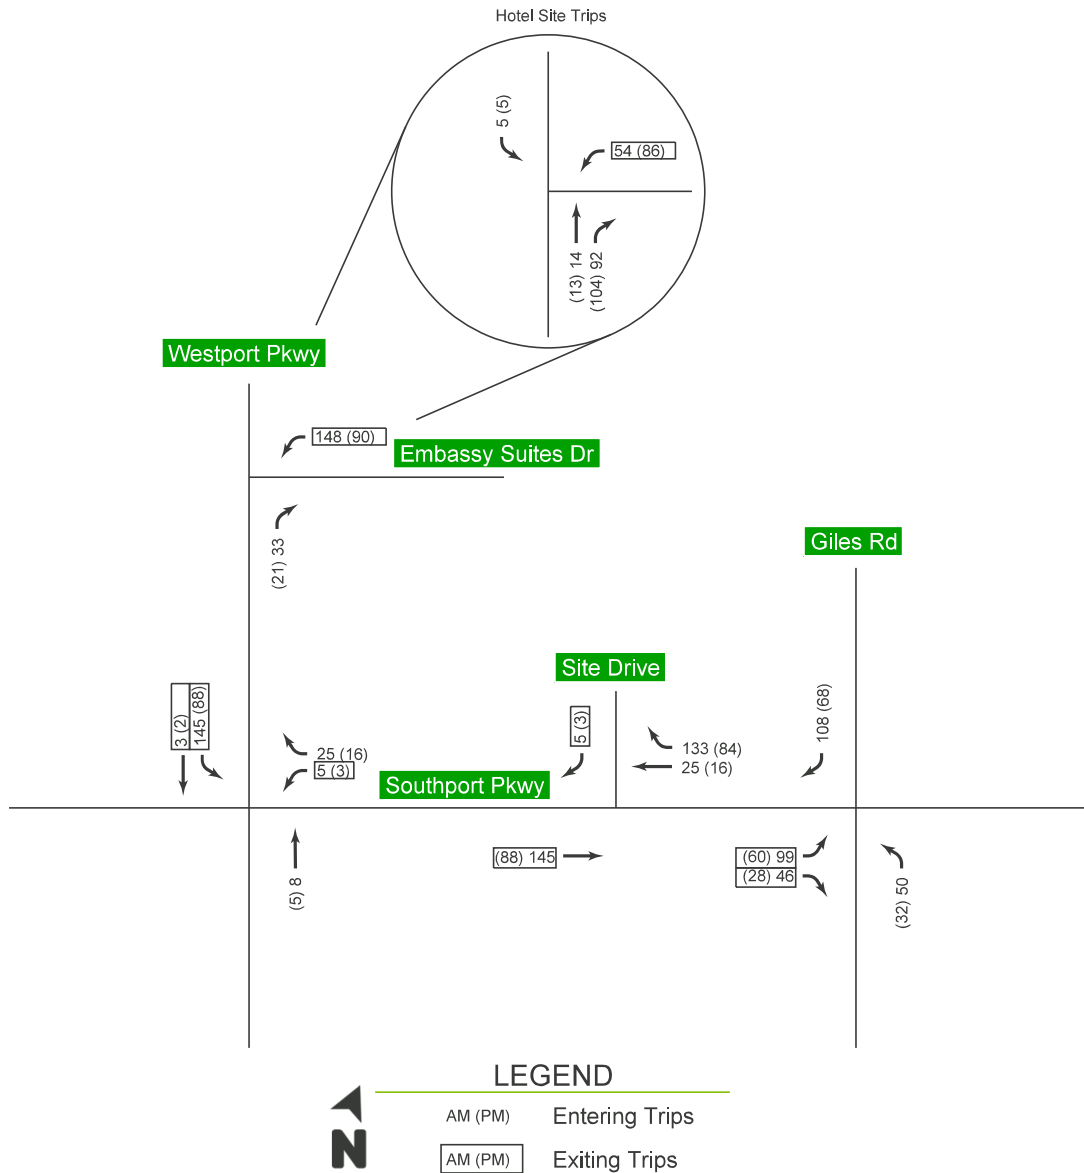 Hotel Site Trips
5 (5)
54 (86)
(13) 14
(104) 92
Westport Pkwy
148 (90)
Embassy Suites Dr
(21) 33
Giles Rd
Site Drive
3 (2)
145 (88)
25 (16)
5 (3)
5 (3)
133 (84)
25 (16)
108 (68)
Southport Pkwy
(5) 8
(88) 145
(60) 99
(28) 46
(32) 50
LEGEND
N
AM (PM) Entering Trips
AM (PM) Exiting Trips